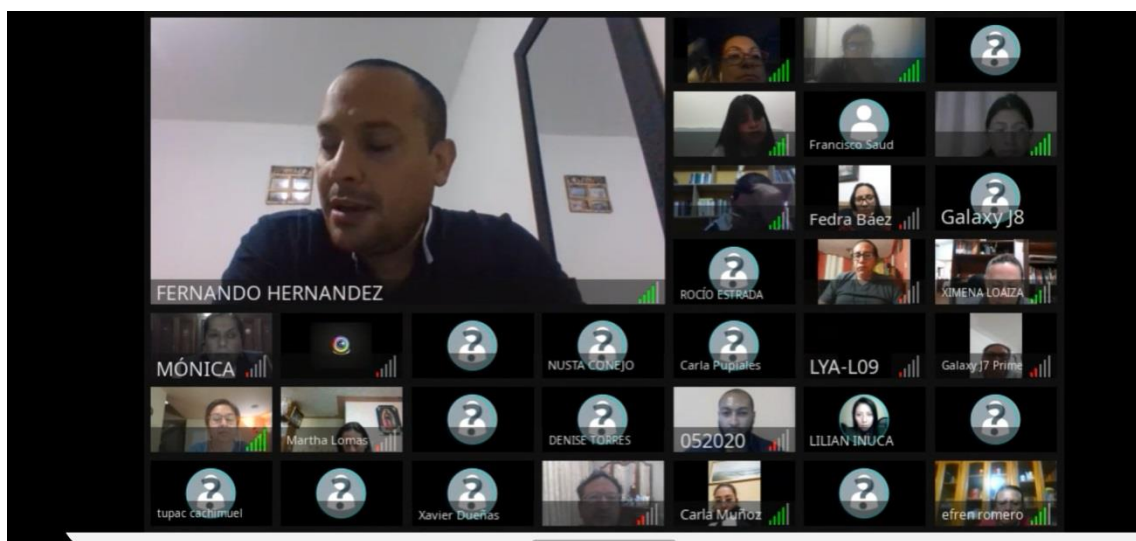 Francisco Saud
Fedra Báez
Galaxy J8
FERNANDO HERNANDEZ
ROCÍO ESTRADA
XIMENA LOAIZA
MÓNICA
NUSTA CONEJO
Carla Pupiales
LYA-L09
Galaxy J7 Prime
Martha Lomas
DENISE TORRES
052020
LILIAN INUCA
tupac cachimuel
Xavier Dueñas
Carla Muñoz
efren romero